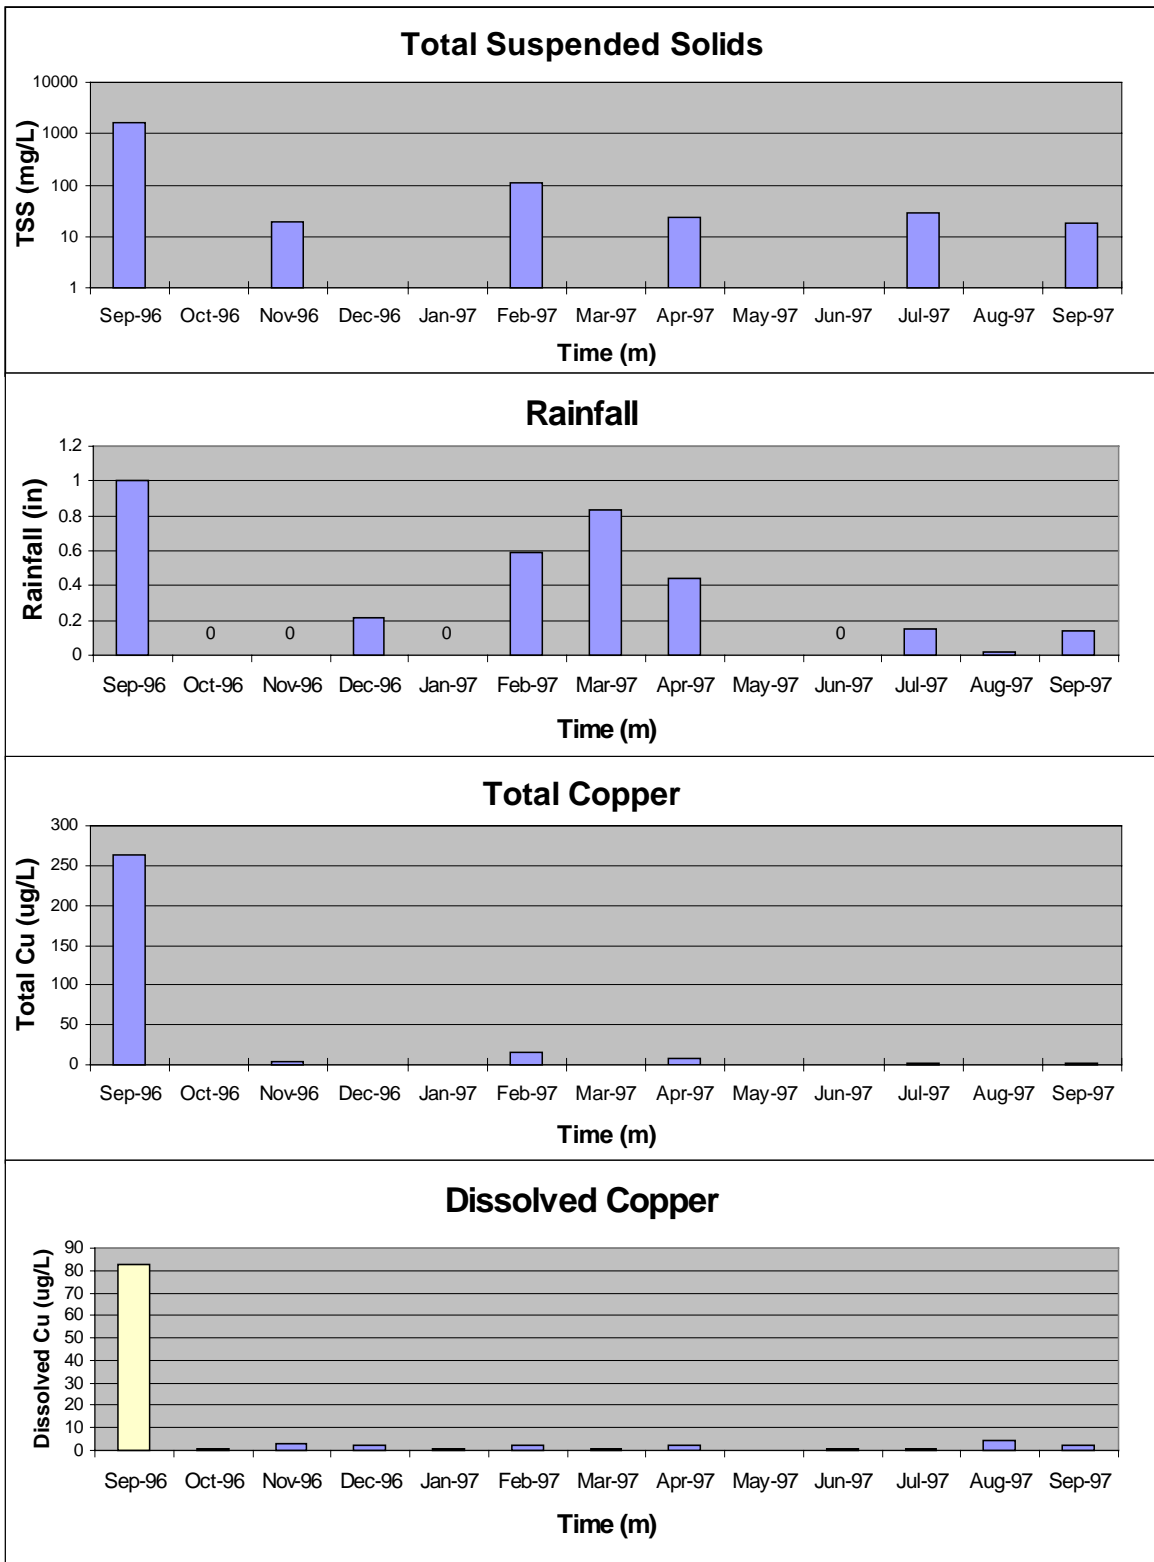 Total Suspended Solids
10000
1000
100
10
1
TSS (mg/L)
Sep-96 Oct-96 Nov-96 Dec-96 Jan-97 Feb-97 Mar-97 Apr-97 May-97 Jun-97 Jul-97 Aug-97 Sep-97
Time (m)
Rainfall
1.2
1
0.8
0.6
0.4
0.2
0
Rainfall (in)
0 0 0 0
Sep-96 Oct-96 Nov-96 Dec-96 Jan-97 Feb-97 Mar-97 Apr-97 May-97 Jun-97 Jul-97 Aug-97 Sep-97
Time (m)
Total Copper
300
250
200
150
100
50
0
Total Cu (ug/L)
Sep-96 Oct-96 Nov-96 Dec-96 Jan-97 Feb-97 Mar-97 Apr-97 May-97 Jun-97 Jul-97 Aug-97 Sep-97
Time (m)
Dissolved Copper
90
80
70
60
50
40
30
20
10
0
Dissolved Cu (ug/L)
Sep-96 Oct-96 Nov-96 Dec-96 Jan-97 Feb-97 Mar-97 Apr-97 May-97 Jun-97 Jul-97 Aug-97 Sep-97
Time (m)